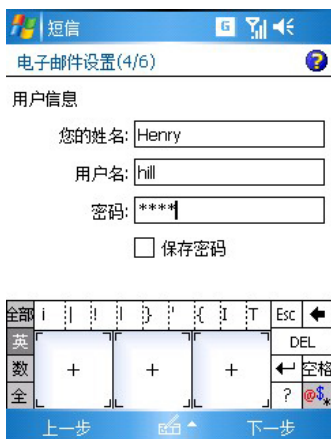 短信 G
电子邮件设置(4/6) ?
用户信息
您的姓名: Henry
用户名: hill
密码: ****
保存密码
全部 i | ! l } ' { I T Esc
英 DEL
数 + + + 空格
全 ? @$*
上一步 下一步